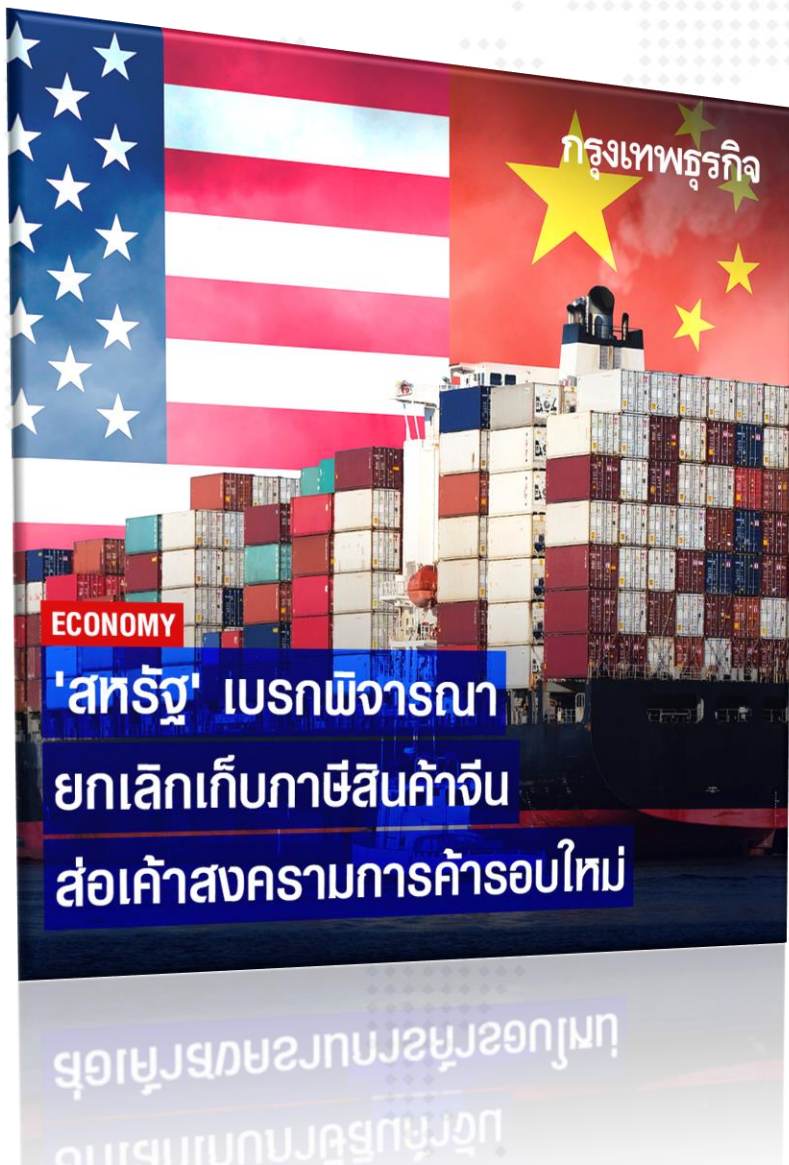 กรุงเทพธุรกิจ
ECONOMY
'สหรัฐ' เบรกพิจารณา
ยกเลิกเก็บภาษีสินค้าจีน
ส่อเค้าสงครามการค้ารอบใหม่